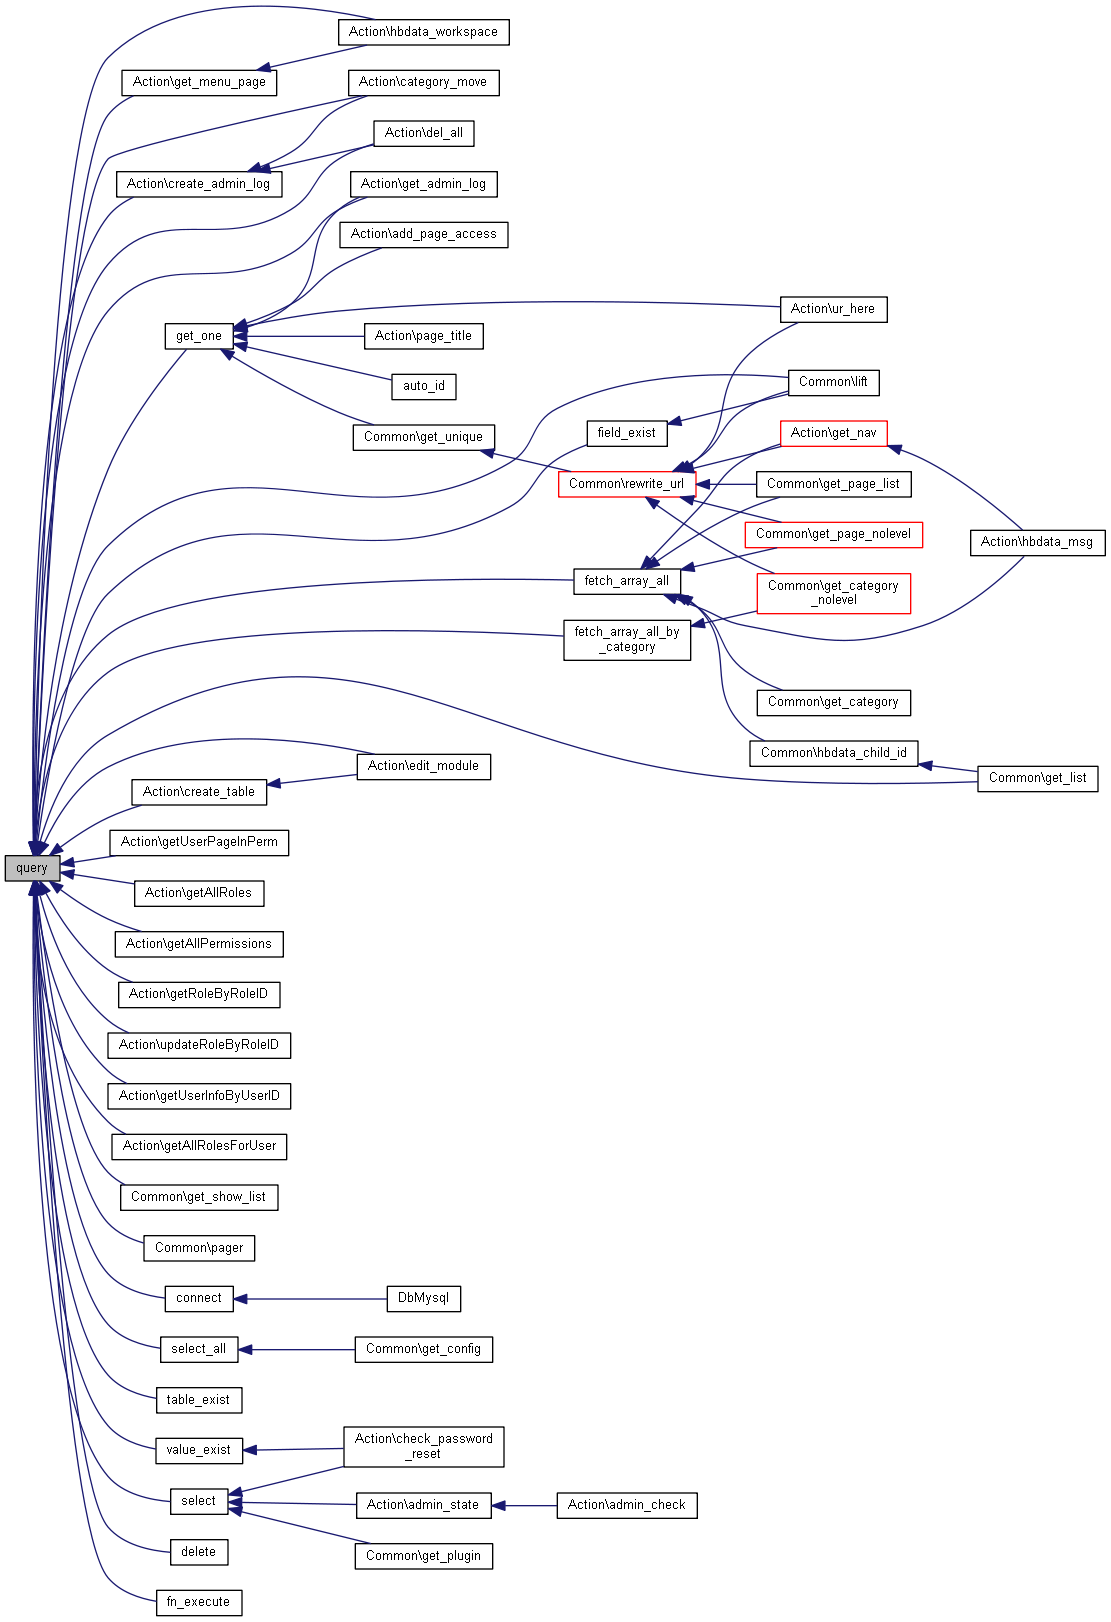 Action\hbdata_workspace
Action\get_menu_page
Action\category_move
Action\del_all
Action\create_admin_log
Action\get_admin_log
Action\add_page_access
Action\ur_here
get_one
Action\page_title
auto_id
Common\lift
Common\get_unique
field_exist
Action\get_nav
Common\rewrite_url
Common\get_page_list
Common\get_page_nolevel
Action\hbdata_msg
fetch_array_all
Common\get_category
_nolevel
fetch_array_all_by
_category
Common\get_category
Common\hbdata_child_id
Common\get_list
Action\edit_module
Action\create_table
Action\getUserPageInPerm
query
Action\getAllRoles
Action\getAllPermissions
Action\getRoleByRoleID
Action\updateRoleByRoleID
Action\getUserInfoByUserID
Action\getAllRolesForUser
Common\get_show_list
Common\pager
connect
DbMysql
select_all
Common\get_config
table_exist
value_exist
Action\check_password
_reset
select
Action\admin_state
Action\admin_check
delete
Common\get_plugin
fn_execute